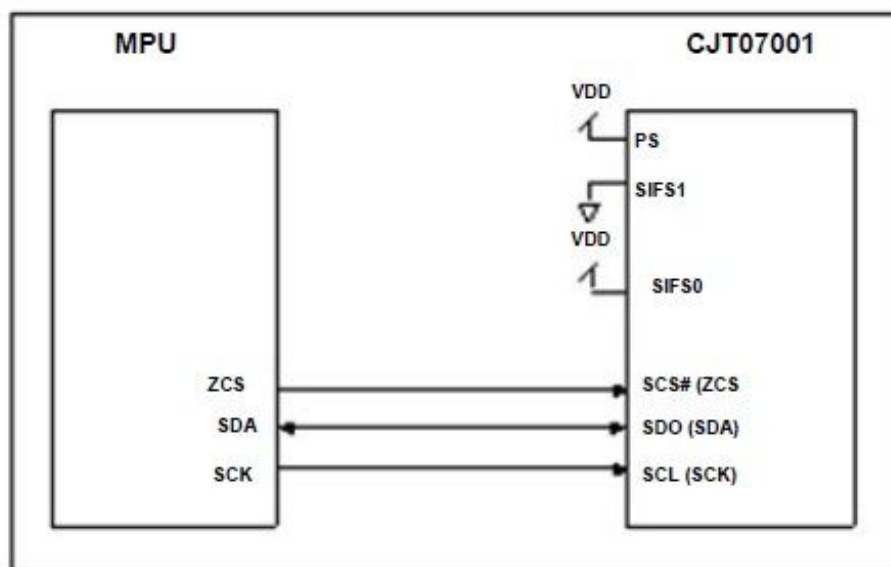 MPU
CJT07001
VDD
PS
SIFS1
VDD
SIFS0
ZCS
SCS# (ZCS
SDA
SDO (SDA)
SCK
SCL (SCK)